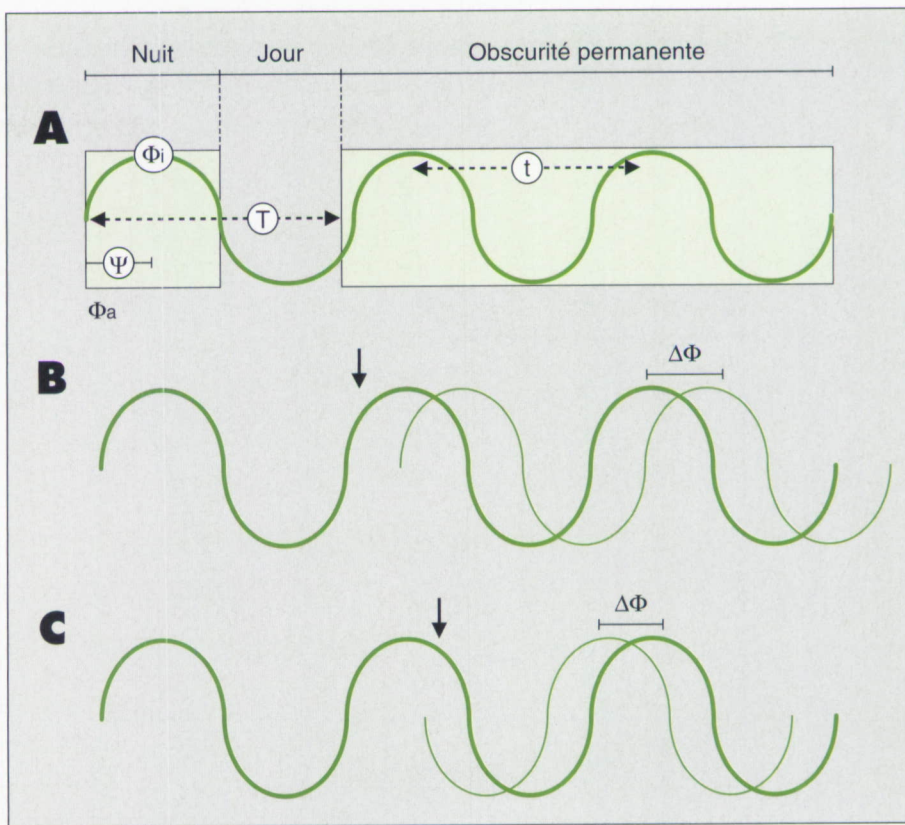 Nuit Jour Obscurité permanente
A
Φi
t
T
Ψ
Φa
B
ΔΦ
C
ΔΦ